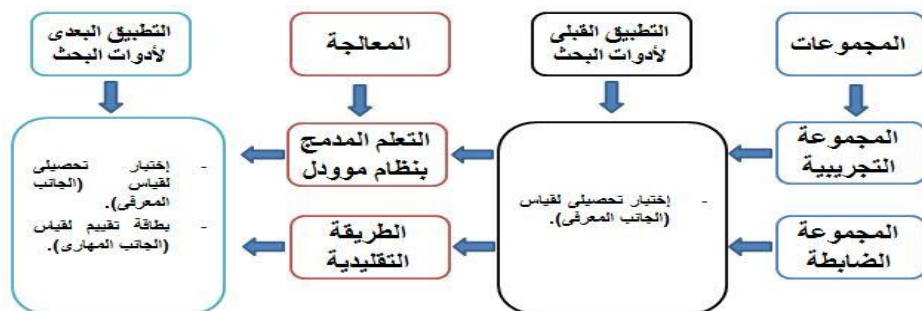 المجموعات
التطبيق القبلى
لأدوات البحث
المعالجة
التطبيق البعدى
لأدوات البحث
المجموعة
التجريبية
المجموعة
الضابطة
- إختبار تحصيلى لقياس
(الجانب المعرفى).
التعلم المدمج
بنظام موودل
الطريقة
التقليدية
- إختبار تحصيلى
لقياس (الجانب
المعرفى).
- بطاقة تقييم لقياس
(الجانب المهارى).